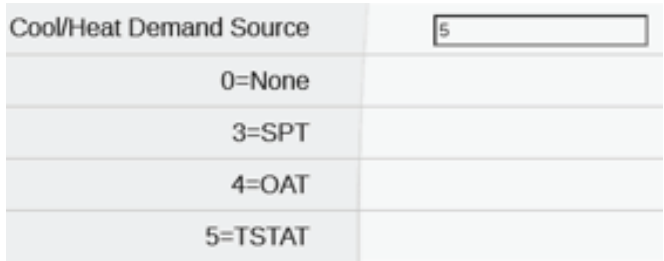 Cool/Heat Demand Source 5
0=None
3=SPT
4=OAT
5=TSTAT